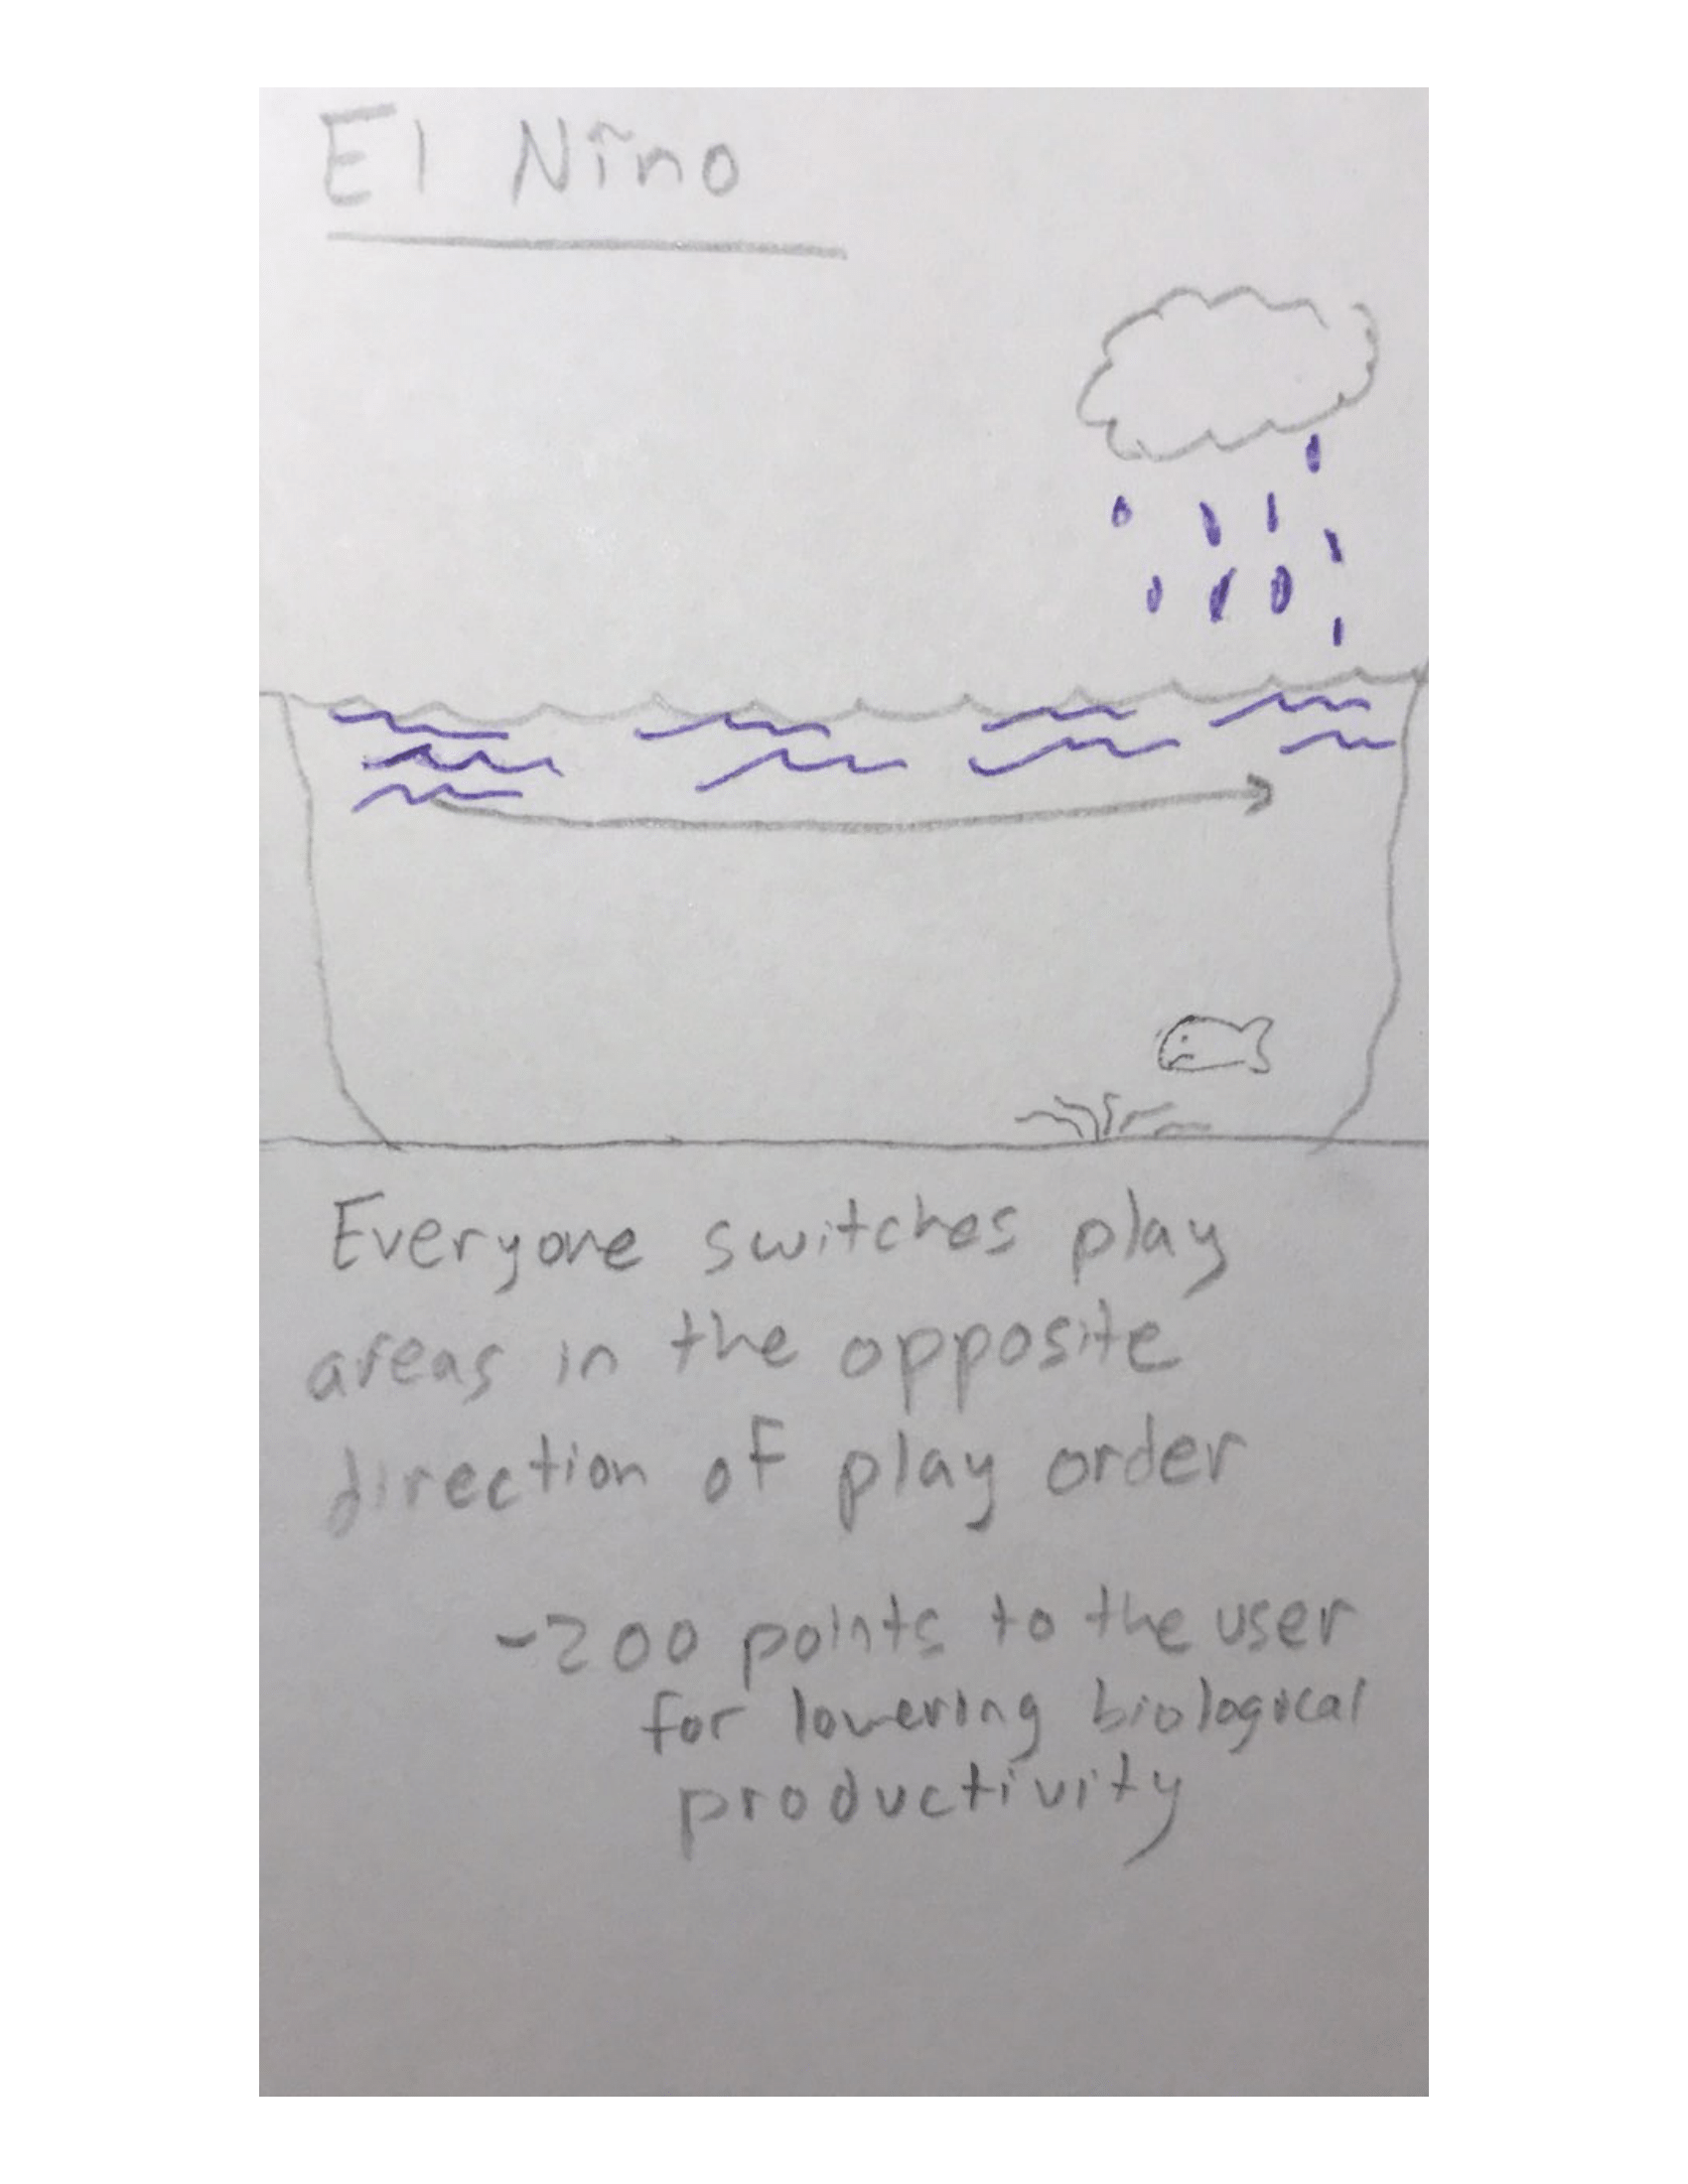 El Nĩno
Everyone switches play
areas in the opposite
direction of play order
-200 points to the user
for lowering biological
productivity